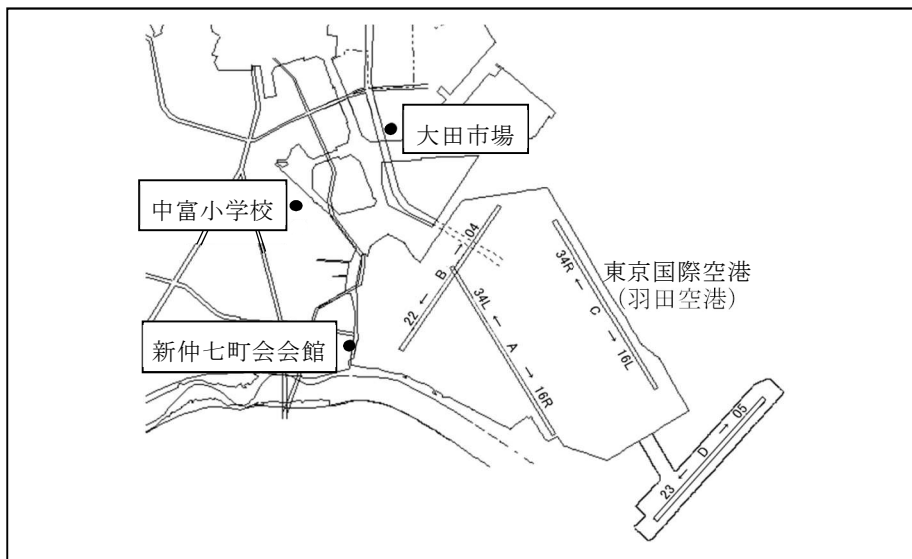 大田市場
中富小学校
東京国際空港
(羽田空港)
新仲七町会会館
04
B
22
34L
A
16R
34R
C
16L
05
D
23